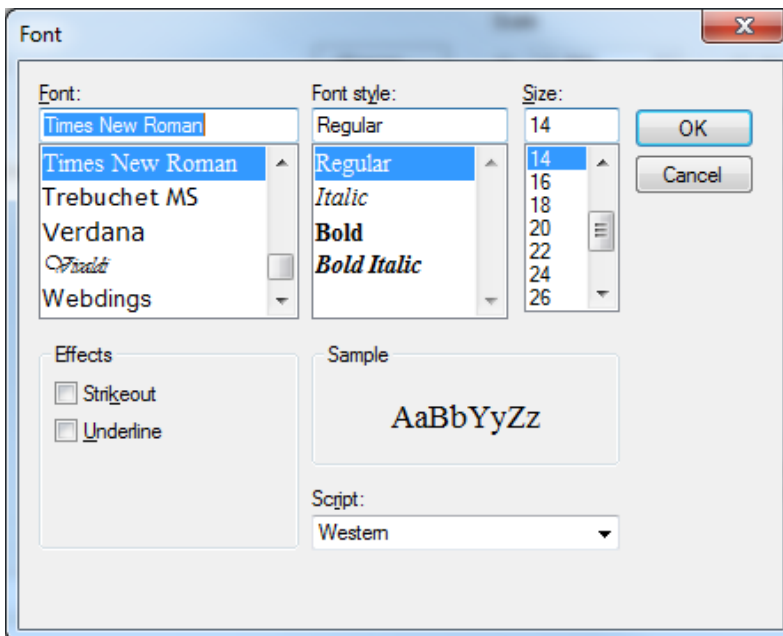 Font
Font:
Times New Roman
Times New Roman
Trebuchet MS
Verdana
Vivaldi
Webdings
Font style:
Regular
Regular
Italic
Bold
Bold Italic
Size:
14
14
16
18
20
22
24
26
OK
Cancel
Effects
Strikeout
Underline
Sample
AaBbYyZz
Script:
Western